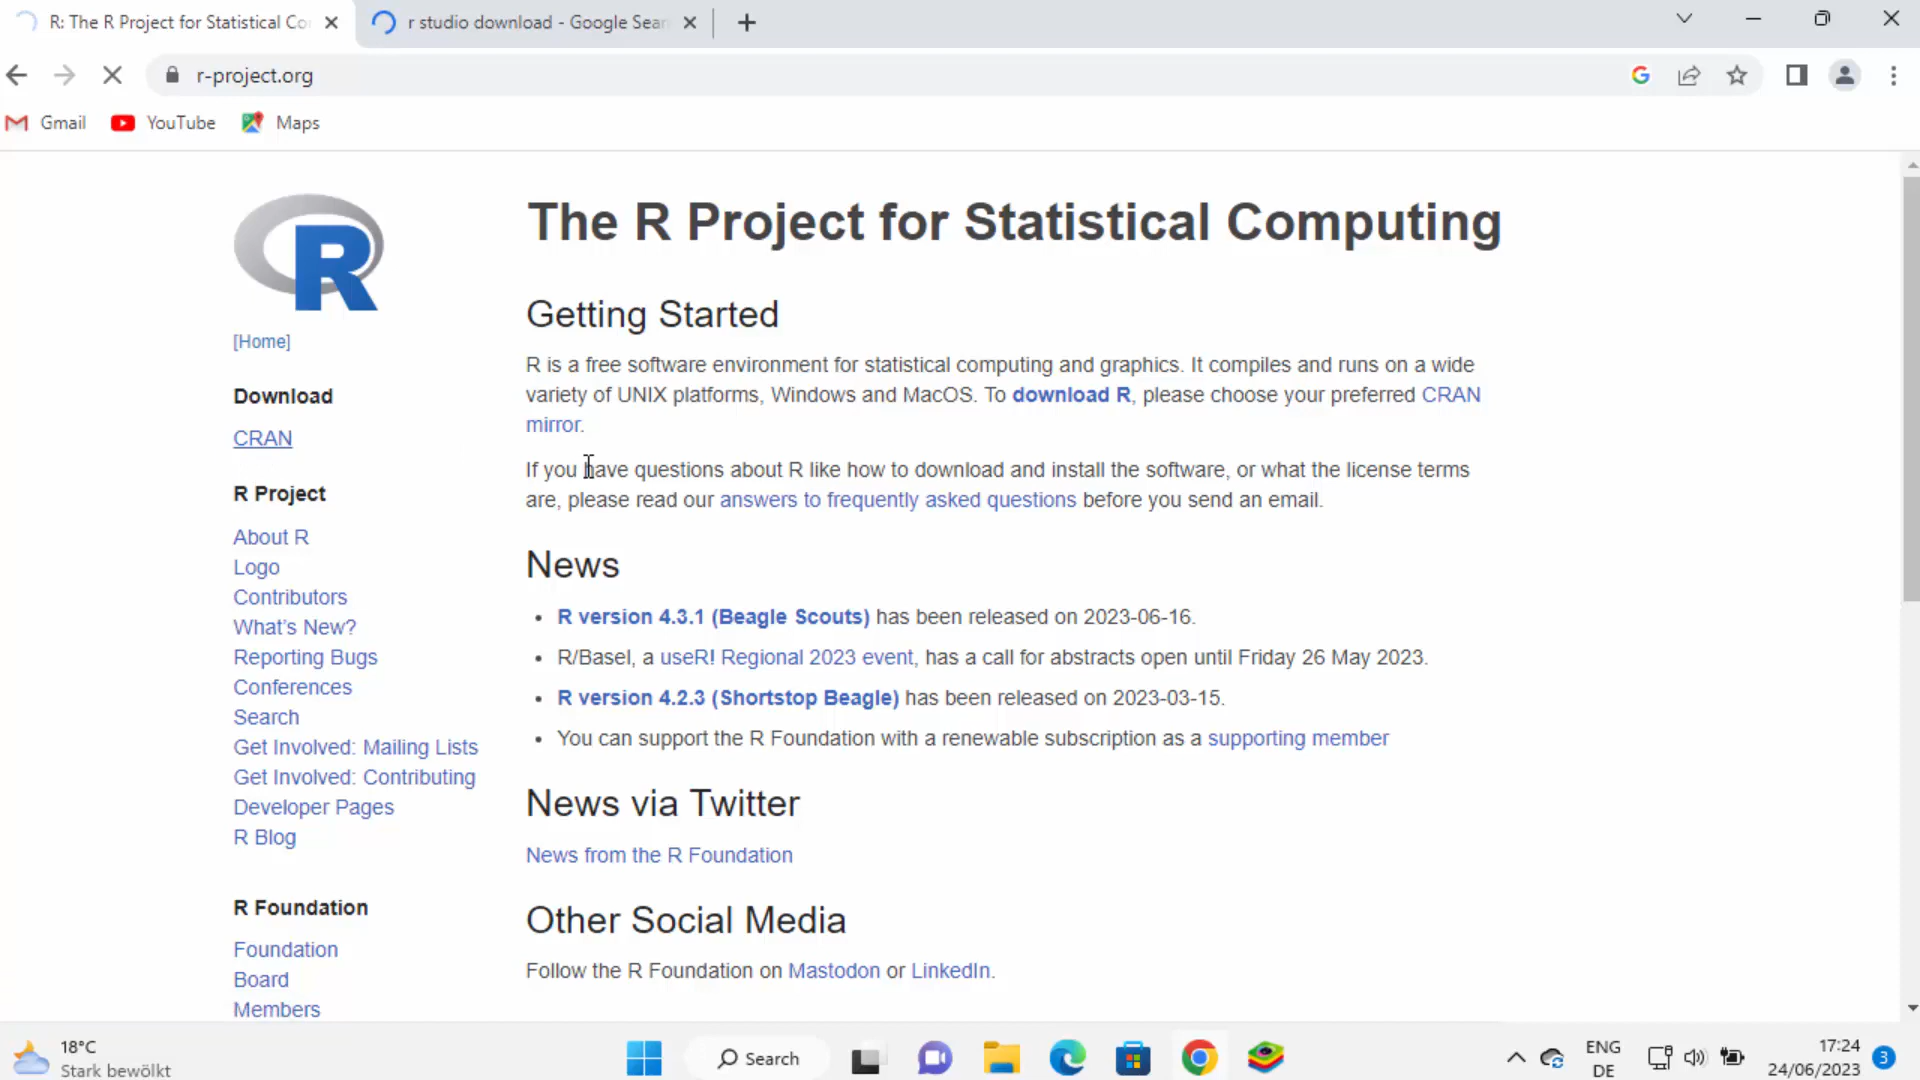 R: The R Project for Statistical Co
r studio download - Google Sear
r-project.org
Gmail
YouTube
Maps
R
[Home]
Download
CRAN
R Project
About R
Logo
Contributors
What's New?
Reporting Bugs
Conferences
Search
Get Involved: Mailing Lists
Get Involved: Contributing
Developer Pages
R Blog
R Foundation
Foundation
Board
Members
The R Project for Statistical Computing
Getting Started
R is a free software environment for statistical computing and graphics. It compiles and runs on a wide
variety of UNIX platforms, Windows and MacOS. To download R, please choose your preferred CRAN
mirror.
If you have questions about R like how to download and install the software, or what the license terms
are, please read our answers to frequently asked questions before you send an email.
News
• R version 4.3.1 (Beagle Scouts) has been released on 2023-06-16.
• R/Basel, a useR! Regional 2023 event, has a call for abstracts open until Friday 26 May 2023.
• R version 4.2.3 (Shortstop Beagle) has been released on 2023-03-15.
• You can support the R Foundation with a renewable subscription as a supporting member
News via Twitter
News from the R Foundation
Other Social Media
Follow the R Foundation on Mastodon or LinkedIn.
18°C
Stark bewölkt
Search
ENG
DE
17:24
24/06/2023
3